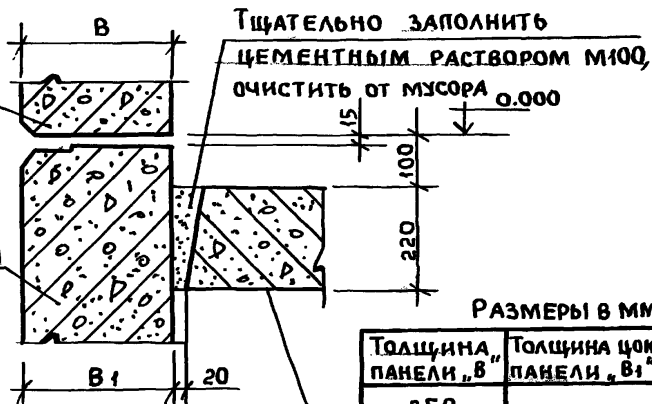 В
Тщательно заполнить
цементным раствором М100,
очистить от мусора
0.000
15
100
220
Размеры в мм
Толщина
панели „В"
Толщина цок
панели „В1"
В1
20